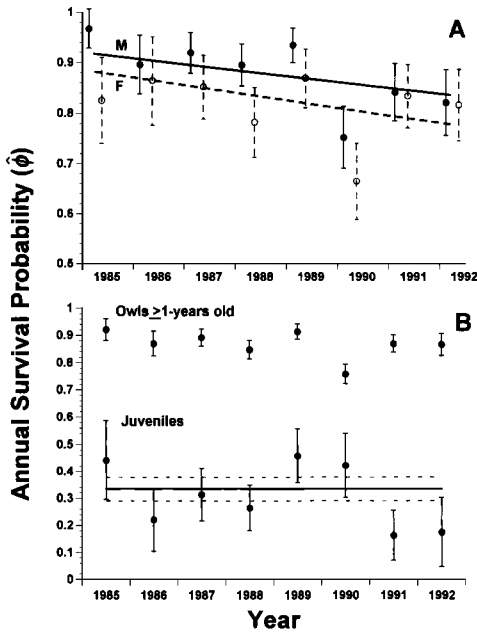 A
1
0.9
0.8
0.7
0.6
0.5
M
F
1985 1986 1987 1988 1989 1990 1991 1992
Annual Survival Probability (ϕ̂)
B
Owls ≥1-years old
1
0.9
0.8
0.7
0.6
0.5
0.4
0.3
0.2
0.1
0
Juveniles
1985 1986 1987 1988 1989 1990 1991 1992
Year